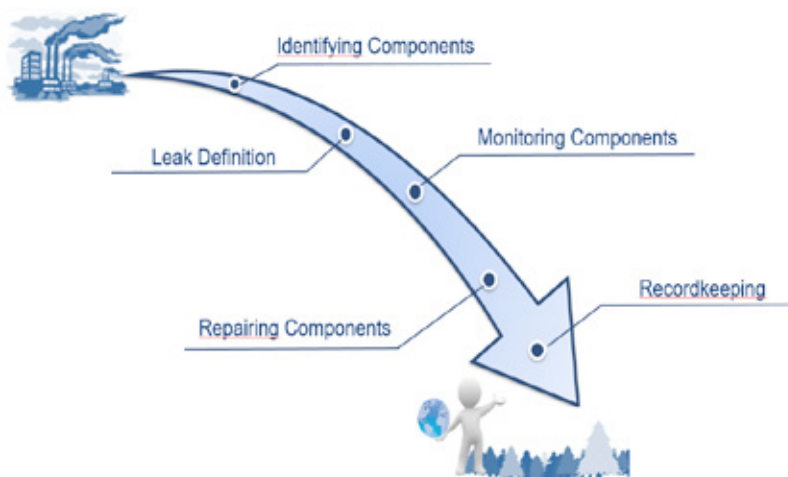 Identifying Components
Leak Definition
Monitoring Components
Repairing Components
Recordkeeping